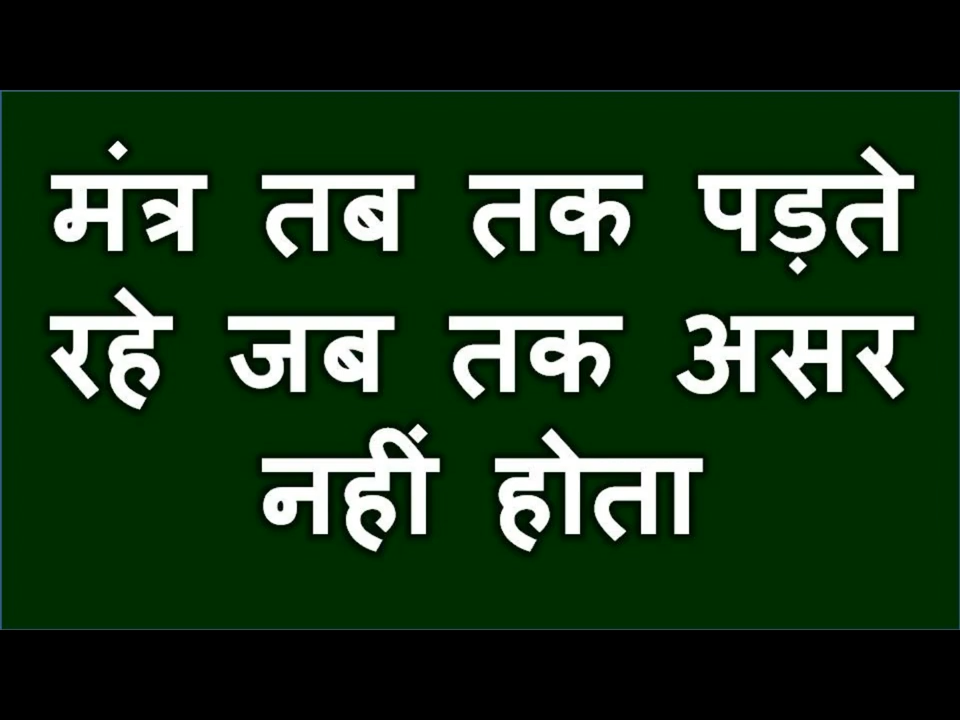 मंत्र तब तक पड़ते
रहे जब तक असर
नहीं होता